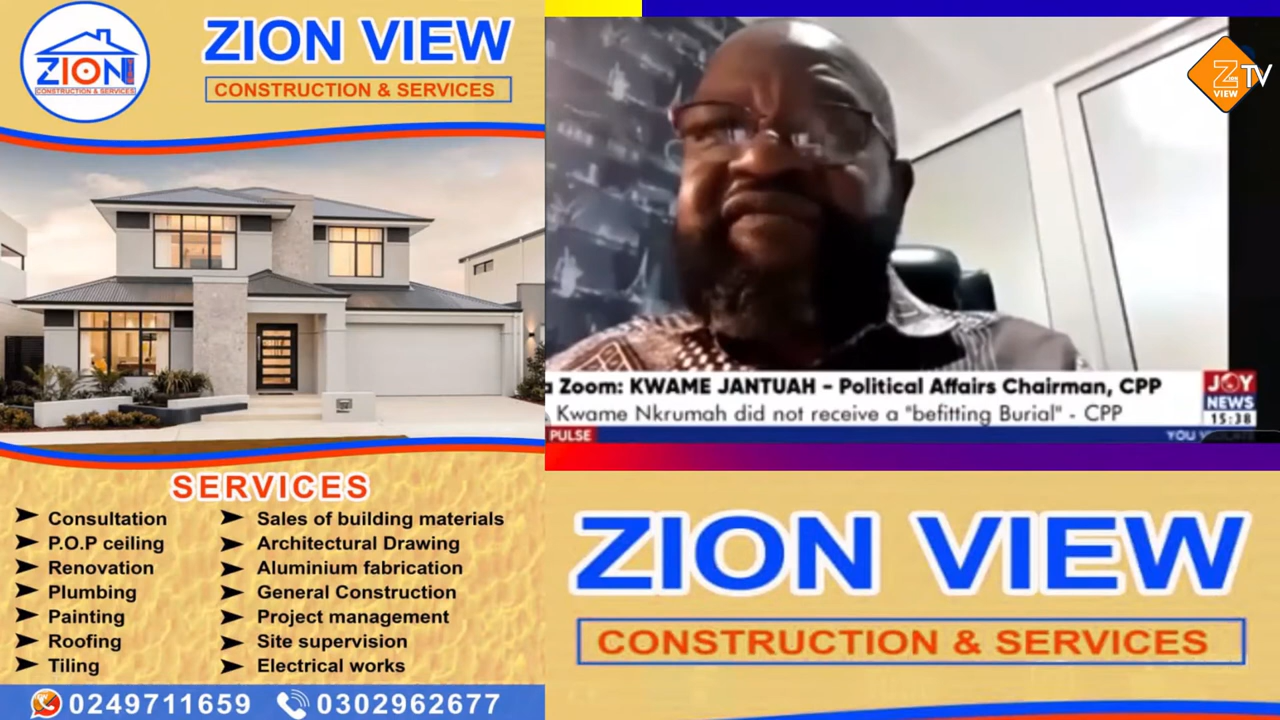 ZION
CONSTRUCTION & SERVICES
ZION VIEW
CONSTRUCTION & SERVICES
SERVICES
Consultation
P.O.P ceiling
Renovation
Plumbing
Painting
Roofing
Tiling
Sales of building materials
Architectural Drawing
Aluminium fabrication
General Construction
Project management
Site supervision
Electrical works
0249711659
0302962677
Z
VIEW
TV
a Zoom: KWAME JANTUAH - Political Affairs Chairman, CPP
Kwame Nkrumah did not receive a "befitting Burial" - CPP
JOY
NEWS
15:38
PULSE
YOU
ZION VIEW
CONSTRUCTION & SERVICES